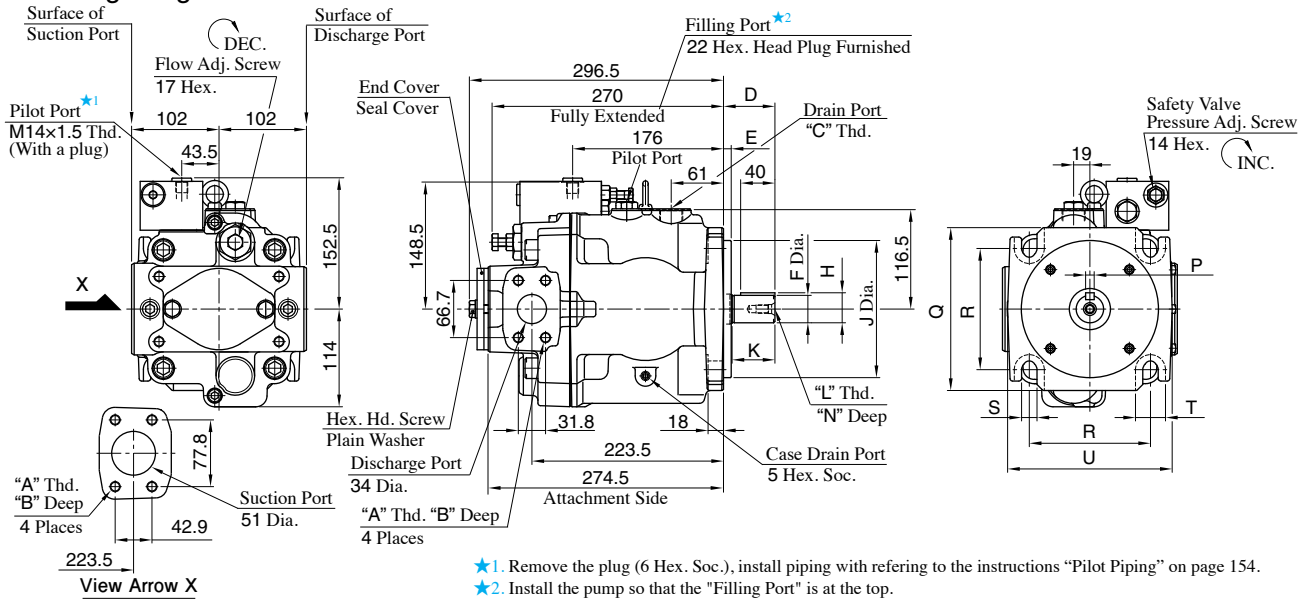 Surface of
Suction Port
DEC.
Flow Adj. Screw
17 Hex.
Surface of
Discharge Port
Pilot Port ★1
M14×1.5 Thd.
(With a plug)
102
102
43.5
152.5
114
X
End Cover
Seal Cover
296.5
270
Fully Extended
176
Pilot Port
Filling Port ★2
22 Hex. Head Plug Furnished
D
E
Drain Port
"C" Thd.
61
40
148.5
66.7
F Dia.
H
J Dia.
116.5
K
"L" Thd.
"N" Deep
Hex. Hd. Screw
Plain Washer
Discharge Port
34 Dia.
31.8
18
223.5
274.5
Attachment Side
Case Drain Port
5 Hex. Soc.
"A" Thd. "B" Deep
4 Places
Safety Valve
Pressure Adj. Screw
14 Hex.
INC.
19
P
Q
R
S
T
R
U
77.8
"A" Thd.
"B" Deep
4 Places
Suction Port
51 Dia.
42.9
223.5
View Arrow X
★1. Remove the plug (6 Hex. Soc.), install piping with refering to the instructions “Pilot Piping” on page 154.
★2. Install the pump so that the "Filling Port" is at the top.